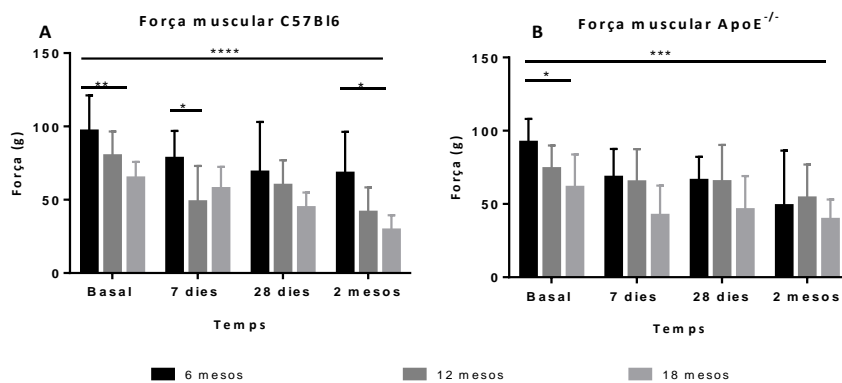 A
Força muscular C57Bl6
****
**
*
*
150
100
50
0
Força (g)
Basal
7 dies
28 dies
2 mesos
Temps
B
Força muscular ApoE-/-
***
*
150
100
50
0
Força (g)
Basal
7 dies
28 dies
2 mesos
Temps
6 mesos
12 mesos
18 mesos